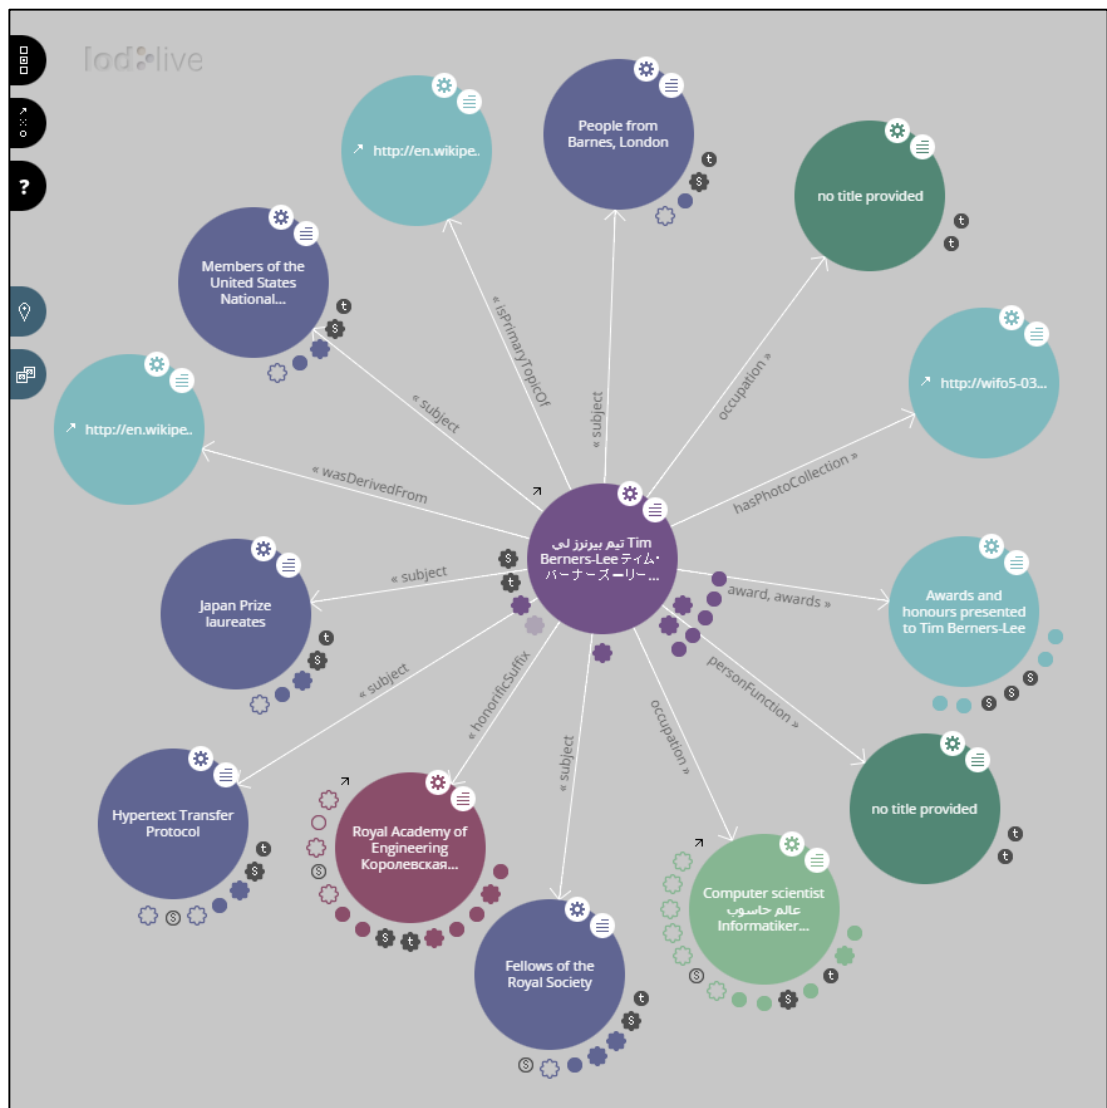 lod live
?
http://en.wikipe..
People from
Barnes, London
no title provided
Members of the
United States
National...
http://wifo5-03...
http://en.wikipe..
« isPrimaryTopicOf
« subject
occupation »
« subject
hasPhotoCollection »
« wasDerivedFrom
تیم بیرنرز لی Tim
Berners-Lee ティム・
バーナーズ＝リー...
« subject
award, awards »
Japan Prize
laureates
Awards and
honours presented
to Tim Berners-Lee
« subject
« honorificSuffix
« subject
occupation »
personFunction »
Hypertext Transfer
Protocol
Royal Academy of
Engineering
Королевская...
Fellows of the
Royal Society
Computer scientist
عالم حاسوب
Informatiker...
no title provided